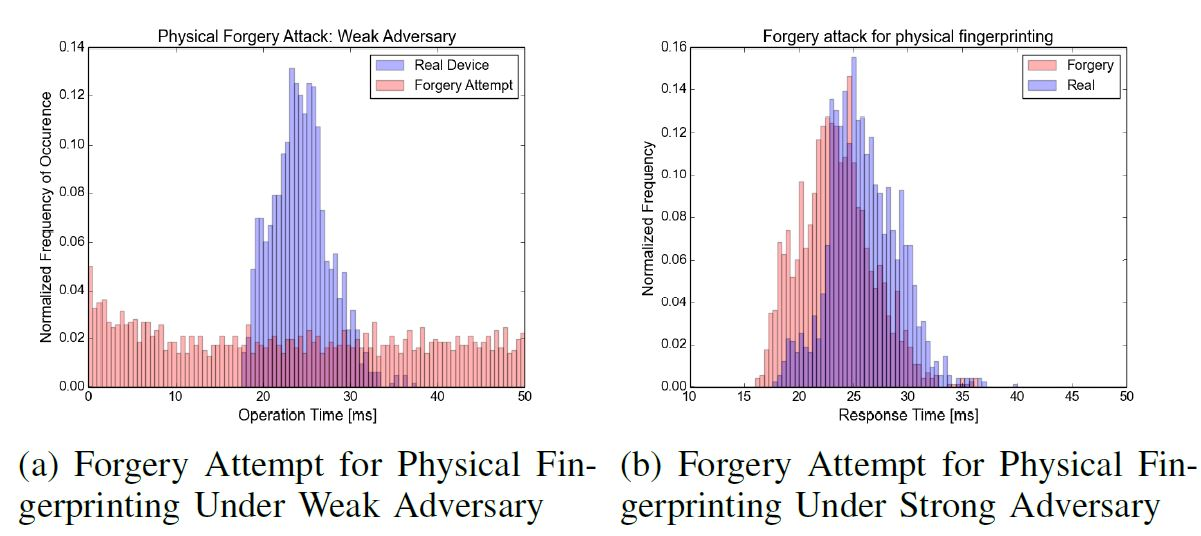 Physical Forgery Attack: Weak Adversary
Normalized Frequency of Occurence
0.14
0.12
0.10
0.08
0.06
0.04
0.02
0.00
Real Device
Forgery Attempt
0 10 20 30 40 50
Operation Time [ms]
(a) Forgery Attempt for Physical Fin-
gerprinting Under Weak Adversary
Forgery attack for physical fingerprinting
Normalized Frequency
0.16
0.14
0.12
0.10
0.08
0.06
0.04
0.02
0.00
Forgery
Real
10 15 20 25 30 35 40 45 50
Response Time [ms]
(b) Forgery Attempt for Physical Fin-
gerprinting Under Strong Adversary